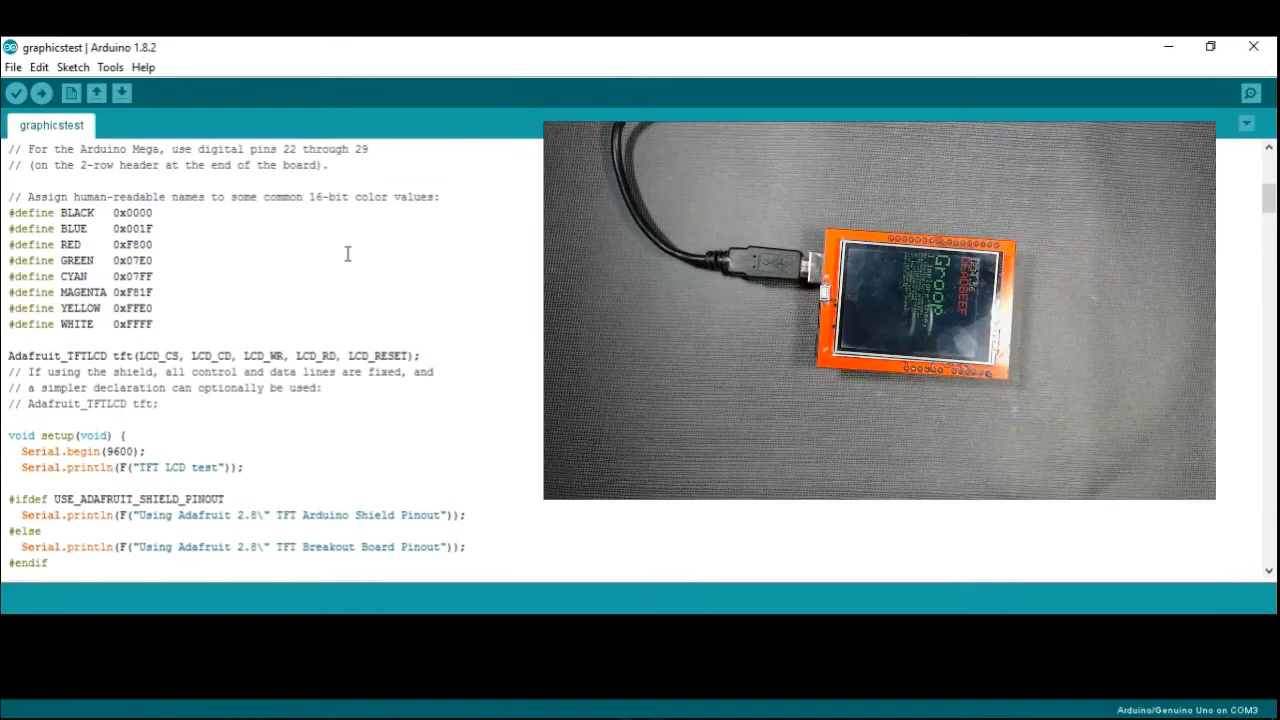 graphicstest | Arduino 1.8.2
File Edit Sketch Tools Help
graphicstest
// For the Arduino Mega, use digital pins 22 through 29
// (on the 2-row header at the end of the board).
// Assign human-readable names to some common 16-bit color values:
#define BLACK 0x0000
#define BLUE 0x001F
#define RED 0xF800
#define GREEN 0x07E0
#define CYAN 0x07FF
#define MAGENTA 0xF81F
#define YELLOW 0xFFE0
#define WHITE 0xFFFF
Adafruit_TFTLCD tft(LCD_CS, LCD_CD, LCD_WR, LCD_RD, LCD_RESET);
// If using the shield, all control and data lines are fixed, and
// a simpler declaration can optionally be used:
// Adafruit_TFTLCD tft;
void setup(void) {
Serial.begin(9600);
Serial.println(F("TFT LCD test"));
#ifdef USE_ADAFRUIT_SHIELD_PINOUT
Serial.println(F("Using Adafruit 2.8\" TFT Arduino Shield Pinout"));
#else
Serial.println(F("Using Adafruit 2.8\" TFT Breakout Board Pinout"));
#endif
DEADBEEF
Groop
Arduino/Genuino Uno on COM3